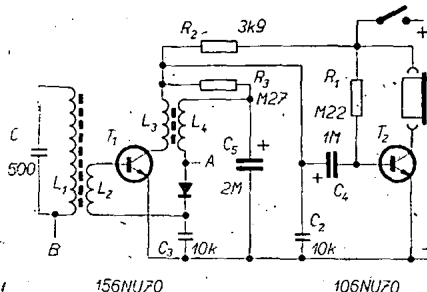 R2 3k9
+
R3
R1
M27
M22
C
500
L1
L2
T1
L3
L4
A
C5
+
2M
1M
+
C4
T2
B
C3
10k
C2
10k
-
156NU70 106NU70